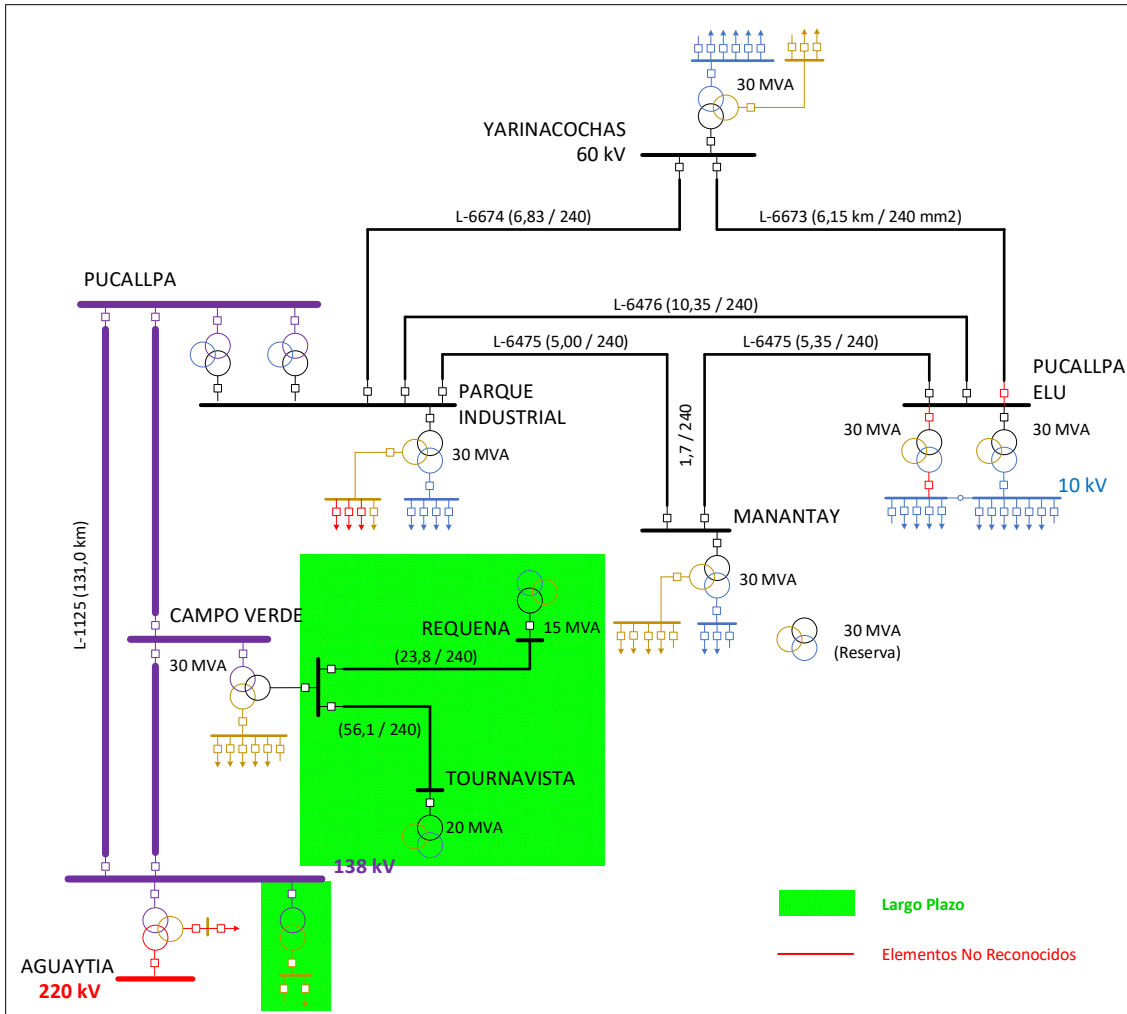 30 MVA
YARINACOCHAS
60 kV
L-6674 (6,83 / 240)
L-6673 (6,15 km / 240 mm2)
PUCALLPA
L-6476 (10,35 / 240)
L-6475 (5,00 / 240)
L-6475 (5,35 / 240)
PUCALLPA
ELU
PARQUE
INDUSTRIAL
30 MVA
30 MVA
30 MVA
1,7 / 240
10 kV
MANANTAY
30 MVA
L-1125 (131,0 km)
CAMPO VERDE
30 MVA
REQUENA
15 MVA
(23,8 / 240)
30 MVA
(Reserva)
(56,1 / 240)
TOURNAVISTA
20 MVA
138 kV
Largo Plazo
Elementos No Reconocidos
AGUAYTIA
220 kV